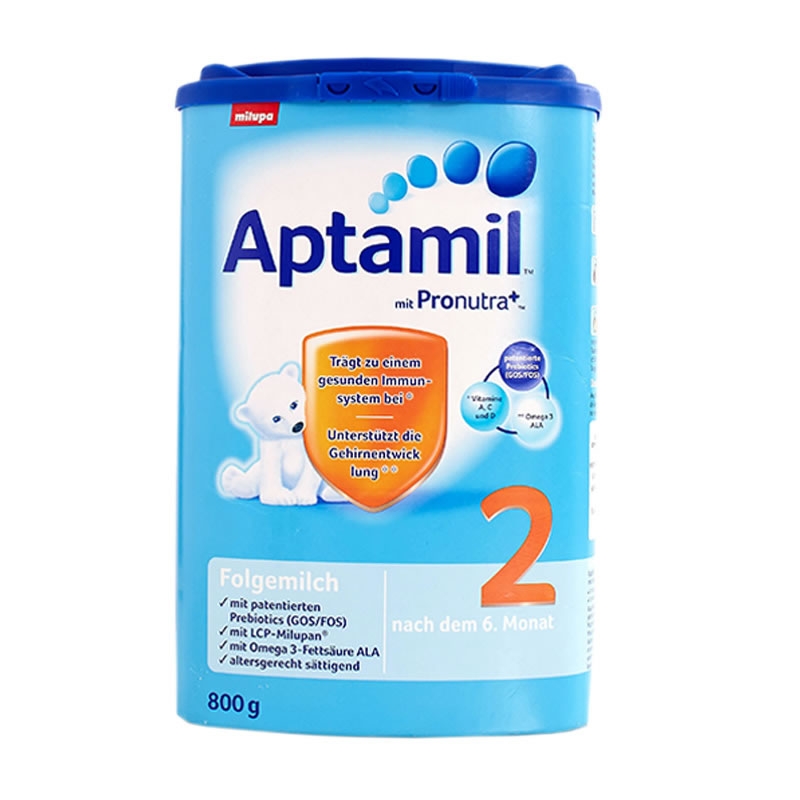 milupa
Aptamil™
mit Pronutra+™
Trägt zu einem
gesunden Immun-
system bei*
Unterstützt die
Gehirnentwick
lung**
patentierte
Prebiotics
(GOS/FOS)
* Vitamine
A, C
und D
** Omega 3
ALA
2
Folgemilch
✓ mit patentierten
Prebiotics (GOS/FOS)
✓ mit LCP-Milupan®
✓ mit Omega 3-Fettsäure ALA
✓ altersgerecht sättigend
nach dem 6. Monat
800 g